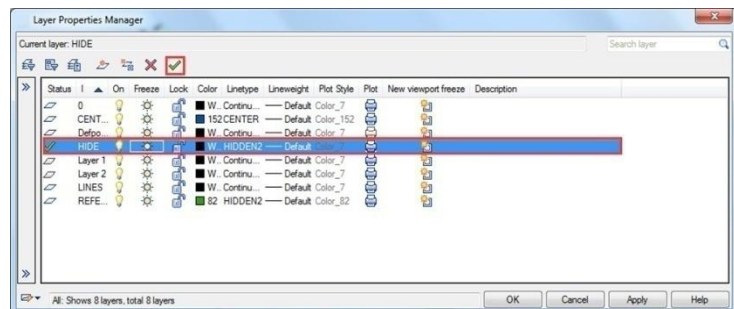 Layer Properties Manager
Current layer: HIDE
Search layer
Status I On Freeze Lock Color Linetype Lineweight Plot Style Plot New viewport freeze Description
0 W... Continu... Default Color_7
CENT... 152 CENTER Default Color_152
Defpo... W... Continu... Default Color_7
HIDE W... HIDDEN2 Default Color_7
Layer 1 W... Continu... Default Color_7
Layer 2 W... Continu... Default Color_7
LINES W... Continu... Default Color_7
REFE... 82 HIDDEN2 Default Color_82
All: Shows 8 layers, total 8 layers
OK Cancel Apply Help